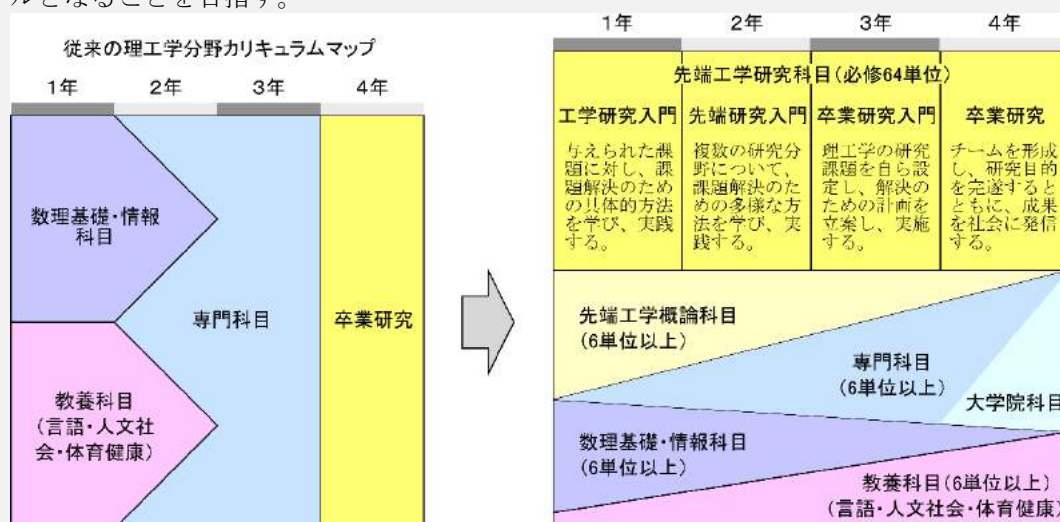 ルとなることを目指す。
従来の理工学分野カリキュラムマップ
1年 2年 3年 4年
数理基礎・情報
科目
教養科目
(言語・人文社
会・体育健康)
専門科目
卒業研究
1年 2年 3年 4年
先端工学研究科目(必修64単位)
工学研究入門
与えられた課
題に対し、課
題解決のため
の具体的方法
を学び、実践
する。
先端研究入門
複数の研究分
野について、
課題解決のた
めの多様な方
法を学び、実
践する。
卒業研究入門
理工学の研究
課題を自ら設
定し、解決の
ための計画を
立案し、実施
する。
卒業研究
チームを形成
し、研究目的
を完遂すると
ともに、成果
を社会に発信
する。
先端工学概論科目
(6単位以上)
専門科目
(6単位以上)
大学院科目
数理基礎・情報科目
(6単位以上)
教養科目(6単位以上)
(言語・人文社会・体育健康)